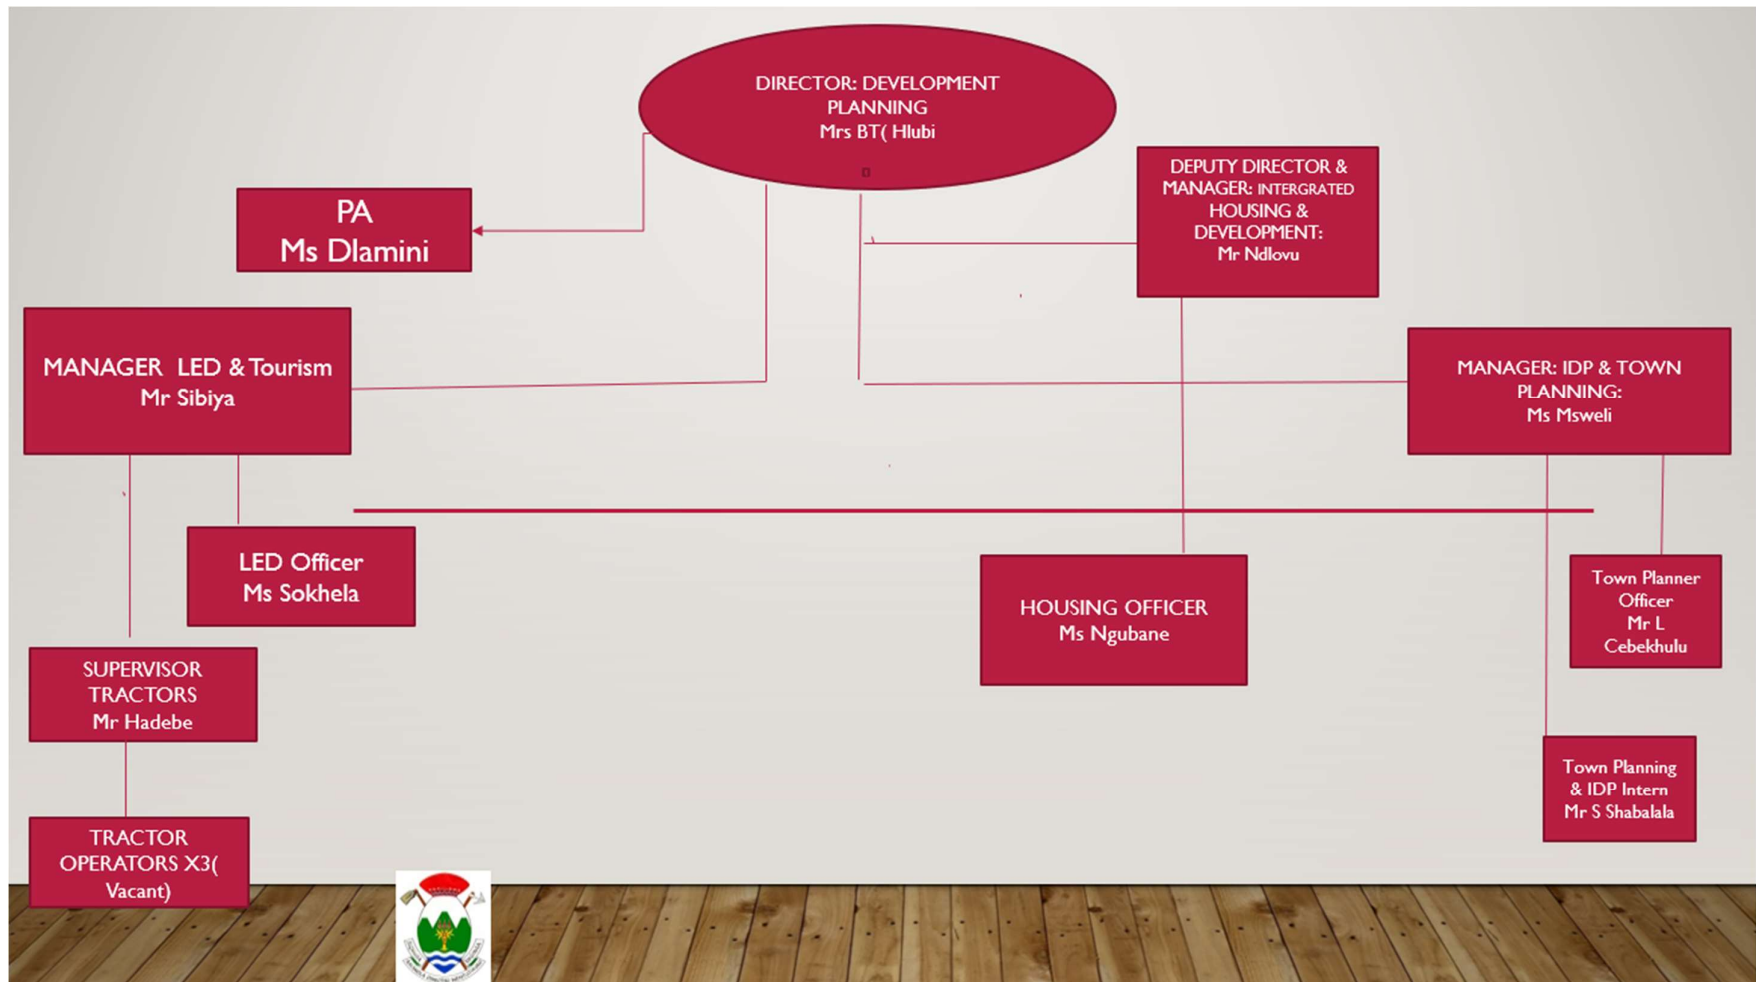 DIRECTOR: DEVELOPMENT
PLANNING
Mrs BT( Hlubi
DEPUTY DIRECTOR &
MANAGER: INTERGRATED
HOUSING &
DEVELOPMENT:
Mr Ndlovu
PA
Ms Dlamini
MANAGER LED & Tourism
Mr Sibiya
MANAGER: IDP & TOWN
PLANNING:
Ms Msweli
LED Officer
Ms Sokhela
HOUSING OFFICER
Ms Ngubane
Town Planner
Officer
Mr L
Cebekhulu
SUPERVISOR
TRACTORS
Mr Hadebe
Town Planning
& IDP Intern
Mr S Shabalala
TRACTOR
OPERATORS X3(
Vacant)